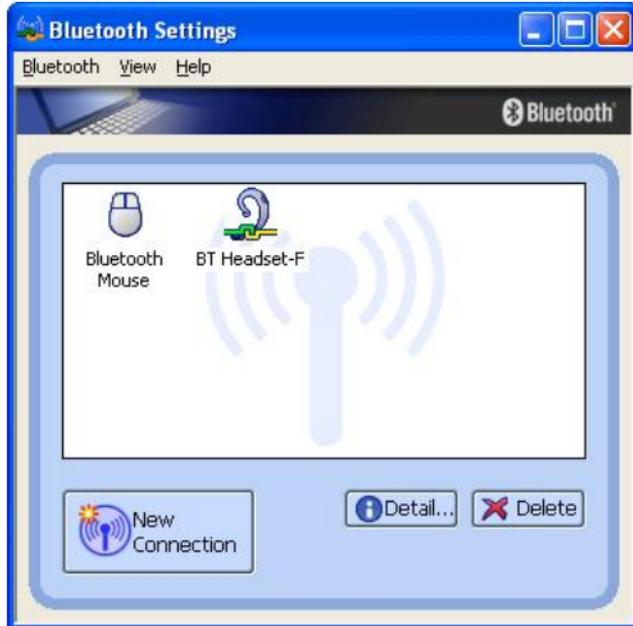 Bluetooth Settings
Bluetooth View Help
Bluetooth
Bluetooth
Mouse
BT Headset-F
New
Connection
Detail...
Delete